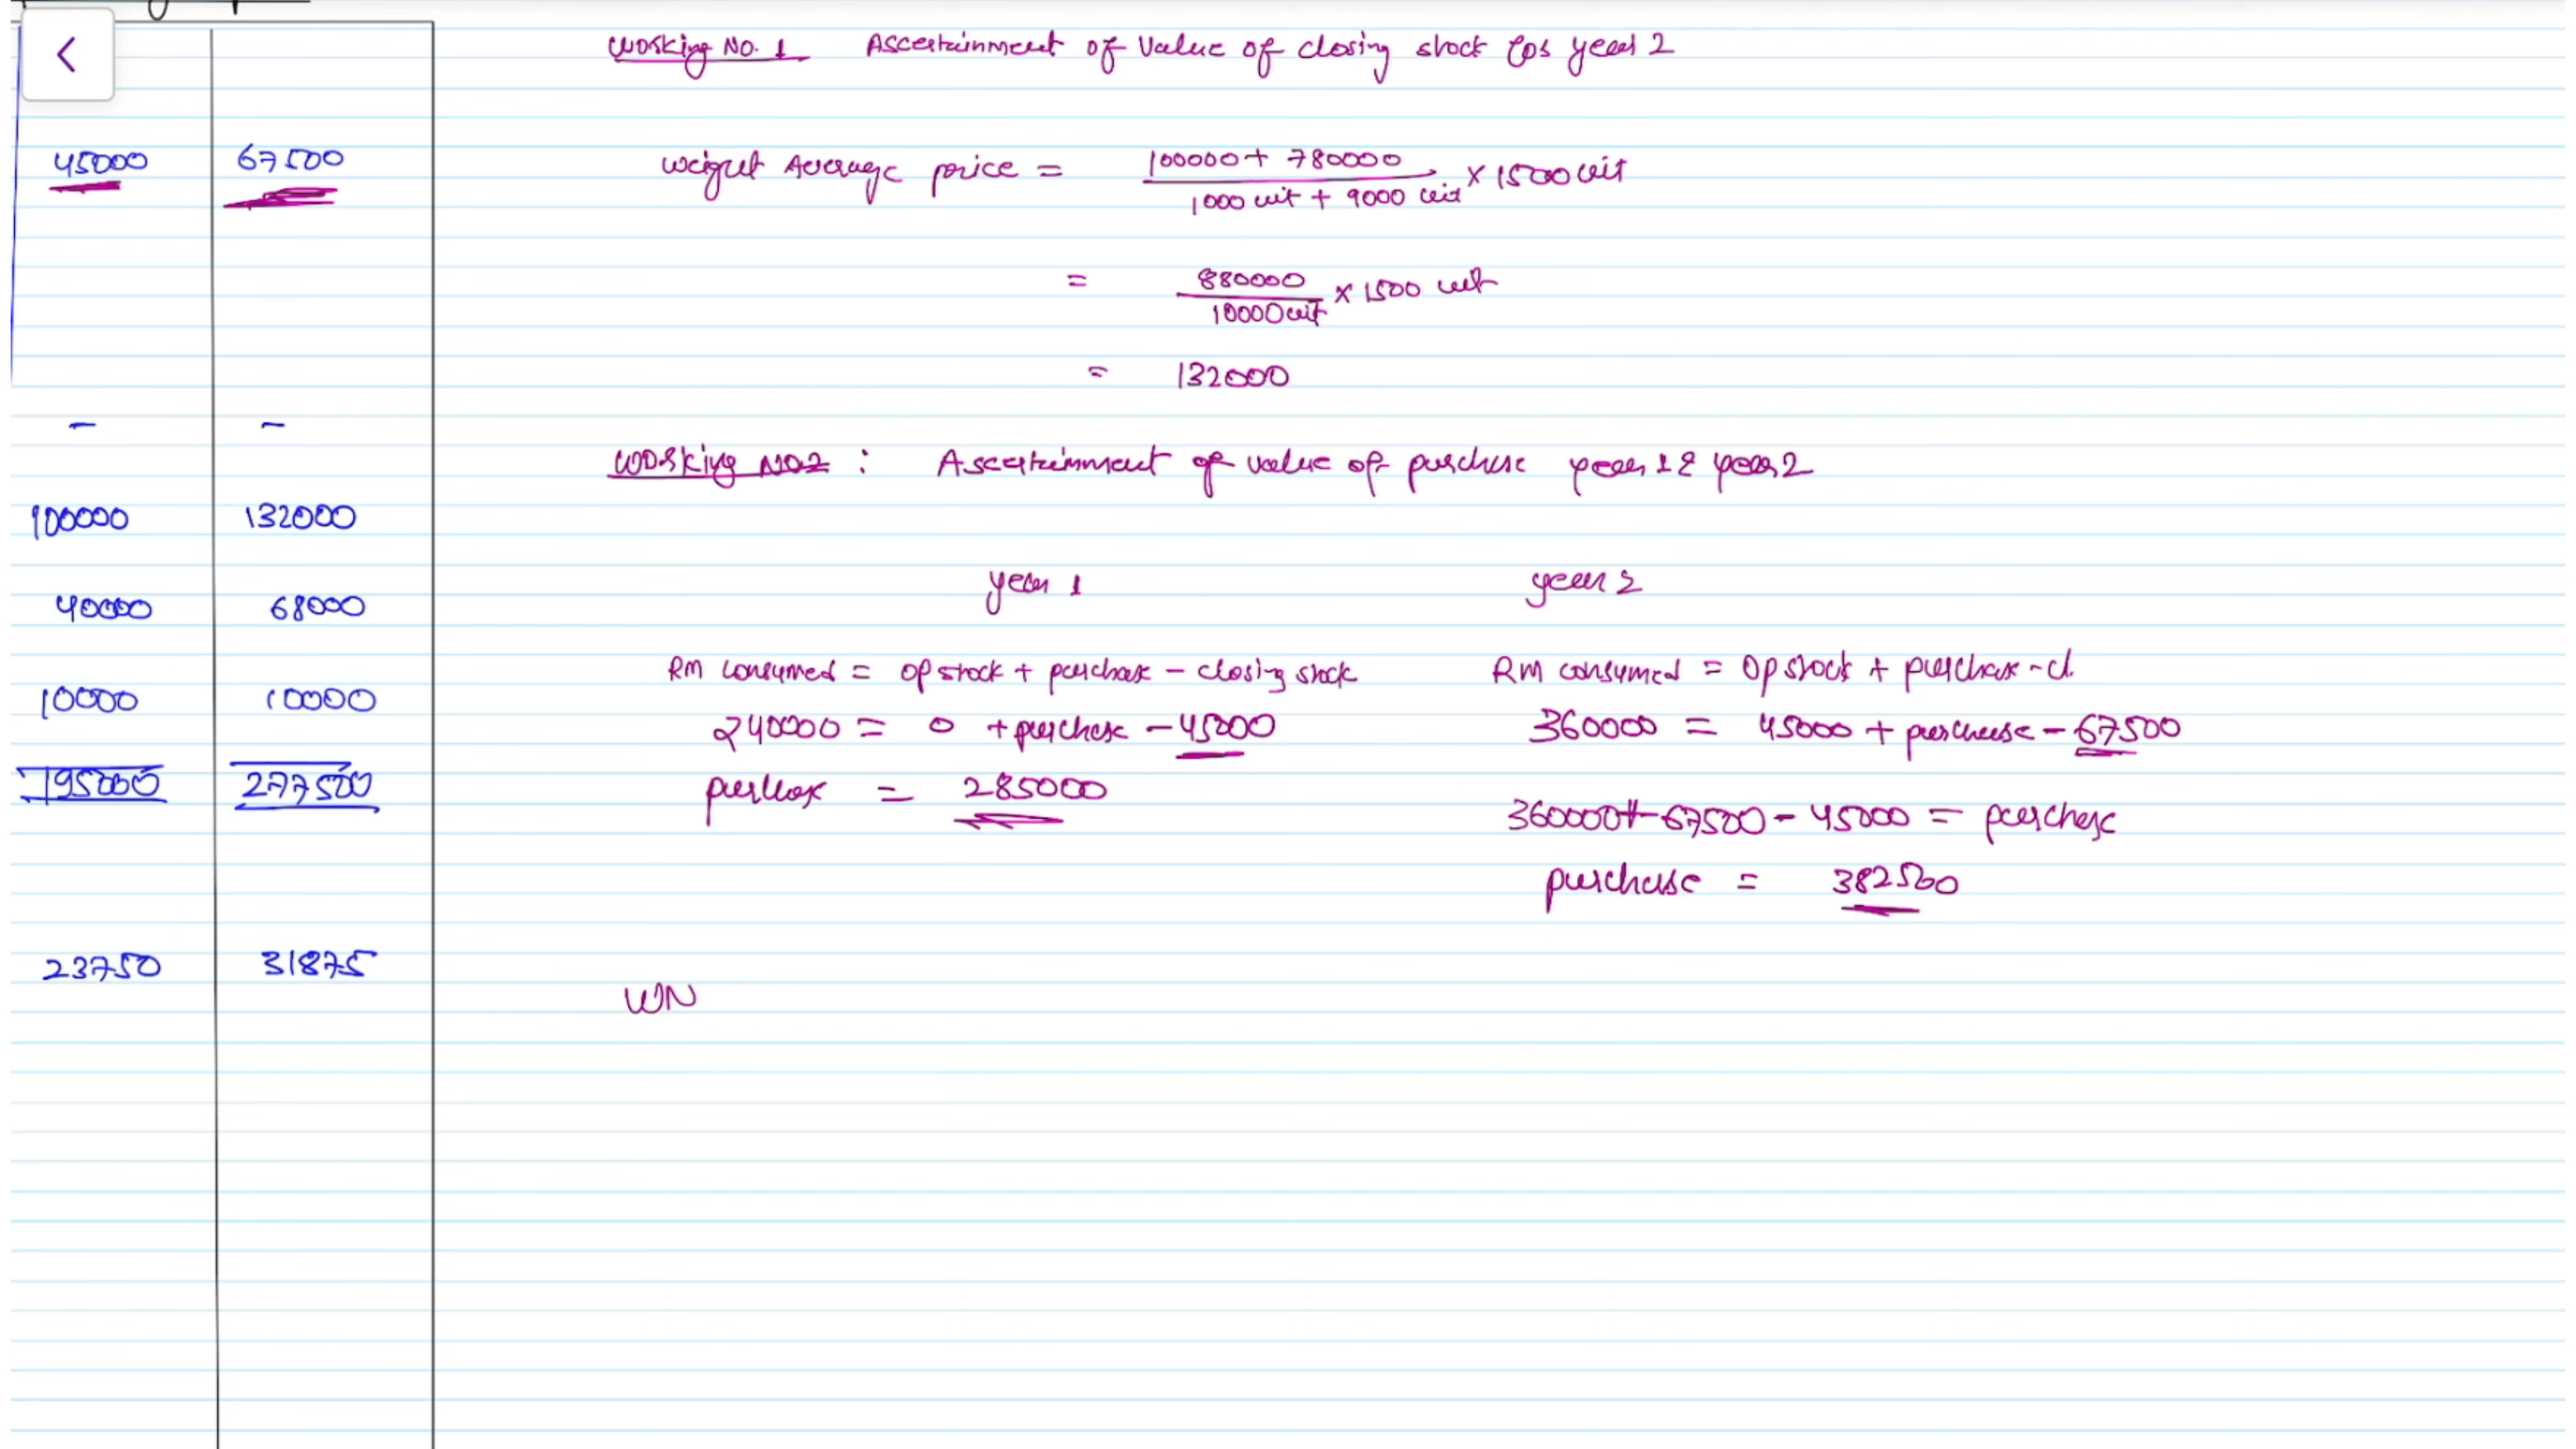 Working No. 1 Ascertainment of value of closing stock for year 2
45000 67500
weight Average price = 100000 + 780000 / 1000 unit + 9000 unit × 1500 unit
= 880000 / 10000 unit × 1500 unit
= 132000
- -
Working No.2 : Ascertainment of value of purchase year 1 & year 2
100000 132000
year 1 year 2
40000 68000
RM consumed = op stock + purchase - closing stock RM consumed = op stock + purchase - cl.
10000 10000
240000 = 0 + purchase - 45000 360000 = 45000 + purchase - 67500
195000 277500
purchase = 285000
360000 + 67500 - 45000 = purchase
purchase = 382500
23750 31875
WN